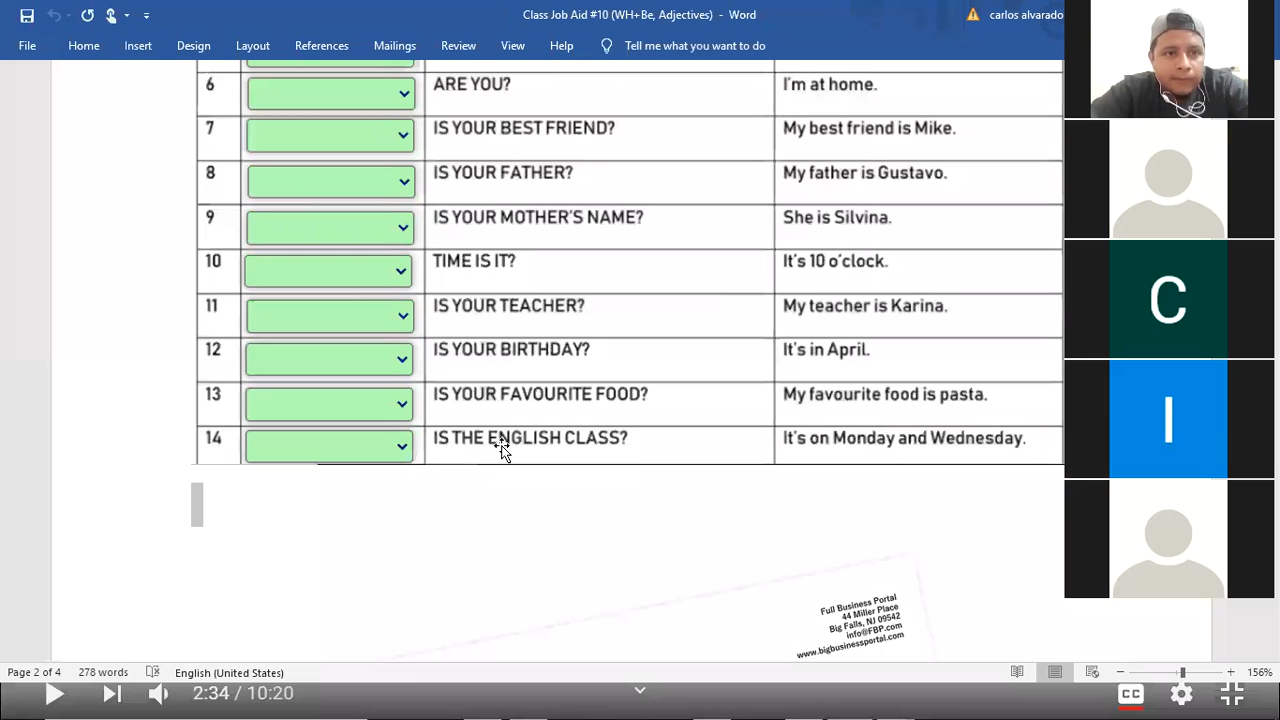 Class Job Aid #10 (WH+Be, Adjectives) - Word
carlos alvarado
File Home Insert Design Layout References Mailings Review View Help Tell me what you want to do
6 ARE YOU? I'm at home.
7 IS YOUR BEST FRIEND? My best friend is Mike.
8 IS YOUR FATHER? My father is Gustavo.
9 IS YOUR MOTHER'S NAME? She is Silvina.
10 TIME IS IT? It's 10 o'clock.
11 IS YOUR TEACHER? My teacher is Karina.
12 IS YOUR BIRTHDAY? It's in April.
13 IS YOUR FAVOURITE FOOD? My favourite food is pasta.
14 IS THE ENGLISH CLASS? It's on Monday and Wednesday.
C
I
Full Business Portal
44 Miller Place
Big Falls, NJ 09542
info@FBP.com
www.bigbusinessportal.com
Page 2 of 4 278 words English (United States) 156%
2:34 / 10:20 CC